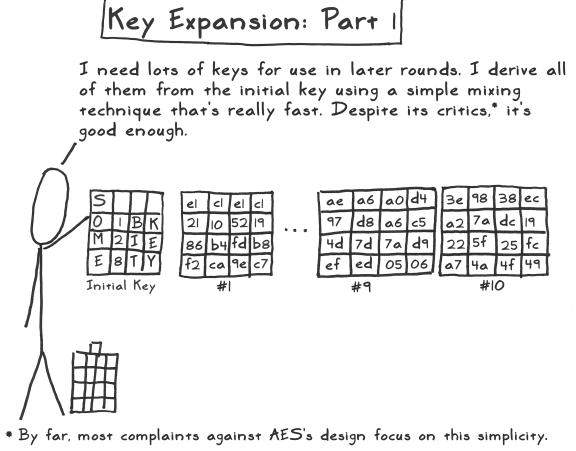 Key Expansion: Part 1
I need lots of keys for use in later rounds. I derive all
of them from the initial key using a simple mixing
technique that's really fast. Despite its critics,* it's
good enough.
S
O 1 B K
M 2 I E
E 8 T Y
Initial Key
e1 c1 e1 c1
21 10 52 19
86 b4 fd b8
f2 ca 9e c7
#1
...
ae a6 a0 d4
97 d8 a6 c5
4d 7d 7a d9
ef ed 05 06
#9
3e 98 38 ec
a2 7a dc 19
22 5f 25 fc
a7 4a 4f 49
#10
* By far, most complaints against AES's design focus on this simplicity.